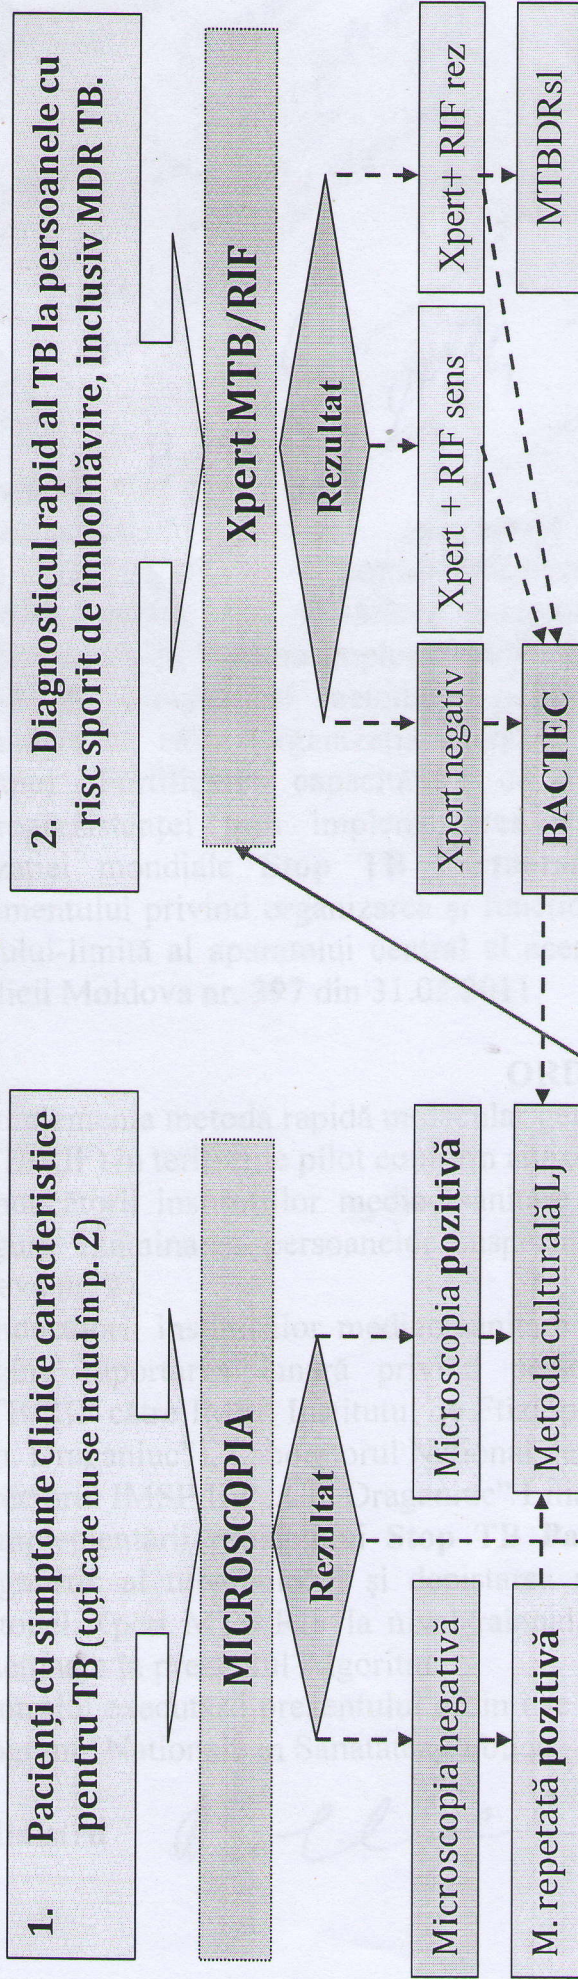 1. Pacienți cu simptome clinice caracteristice
pentru TB (toți care nu se includ în p. 2)
MICROSCOPIA
Rezultat
Microscopia negativă
Microscopia pozitivă
M. repetată pozitivă
Metoda culturală LJ
2. Diagnosticul rapid al TB la persoanele cu
risc sporit de îmbolnăvire, inclusiv MDR TB.
Xpert MTB/RIF
Rezultat
Xpert negativ
Xpert + RIF sens
Xpert+ RIF rez
BACTEC
MTBDRsl